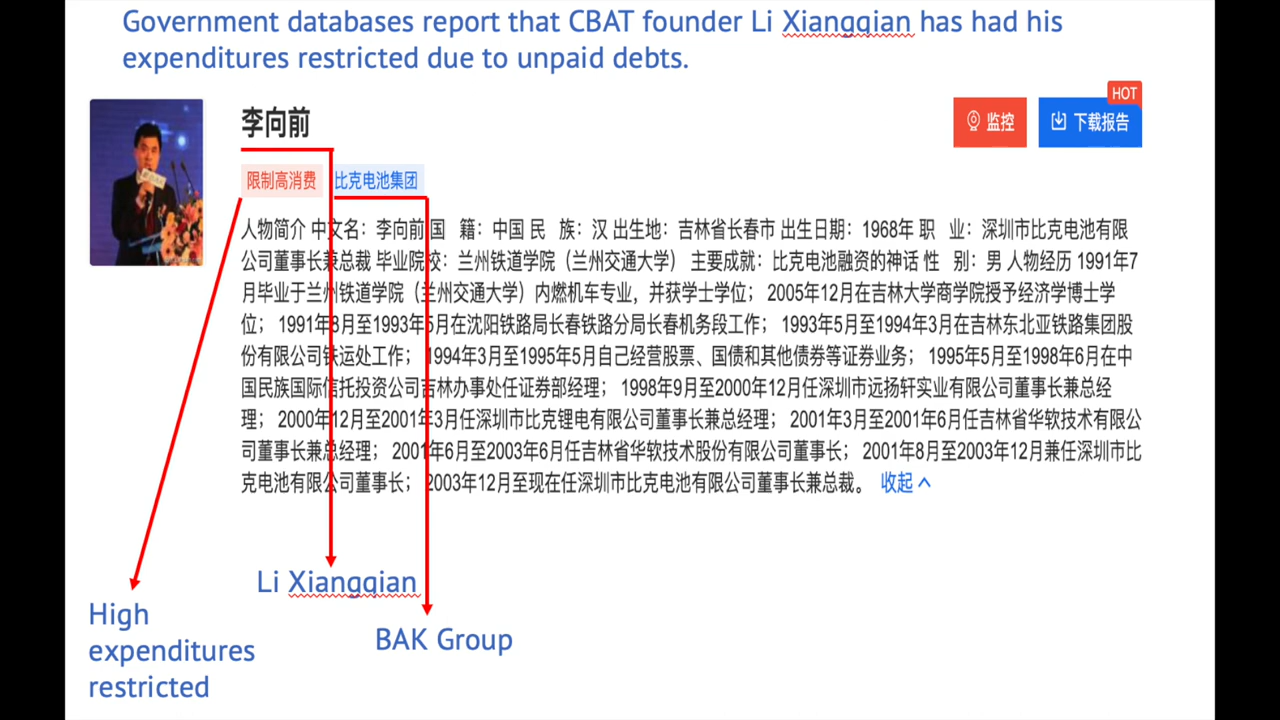 Government databases report that CBAT founder Li Xiangqian has had his
expenditures restricted due to unpaid debts.
李向前
监控
HOT
下载报告
限制高消费
比克电池集团
人物简介 中文名：李向前 国 籍：中国 民 族：汉 出生地：吉林省长春市 出生日期：1968年 职 业：深圳市比克电池有限
公司董事长兼总裁 毕业院校：兰州铁道学院（兰州交通大学） 主要成就：比克电池融资的神话 性 别：男 人物经历 1991年7
月毕业于兰州铁道学院（兰州交通大学）内燃机车专业，并获学士学位； 2005年12月在吉林大学商学院授予经济学博士学
位； 1991年8月至1993年5月在沈阳铁路局长春铁路分局长春机务段工作； 1993年5月至1994年3月在吉林东北亚铁路集团股
份有限公司铁运处工作； 1994年3月至1995年5月自己经营股票、国债和其他债券等证券业务； 1995年5月至1998年6月在中
国民族国际信托投资公司吉林办事处任证券部经理； 1998年9月至2000年12月任深圳市远扬轩实业有限公司董事长兼总经
理； 2000年12月至2001年3月任深圳市比克锂电有限公司董事长兼总经理； 2001年3月至2001年6月任吉林省华软技术有限公
司董事长兼总经理； 2001年6月至2003年6月任吉林省华软技术股份有限公司董事长； 2001年8月至2003年12月兼任深圳市比
克电池有限公司董事长； 2003年12月至现在任深圳市比克电池有限公司董事长兼总裁。 收起
Li Xiangqian
High
expenditures
restricted
BAK Group